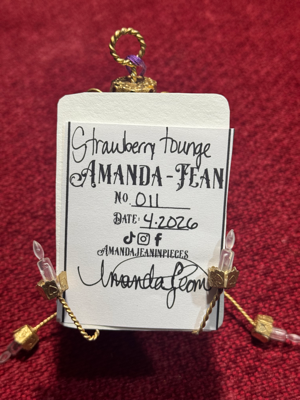 Strawberry Lounge
AMANDA-JEAN
NO. 011
DATE: 4.2026
AMANDAJEANINPIECES
Amanda Jean